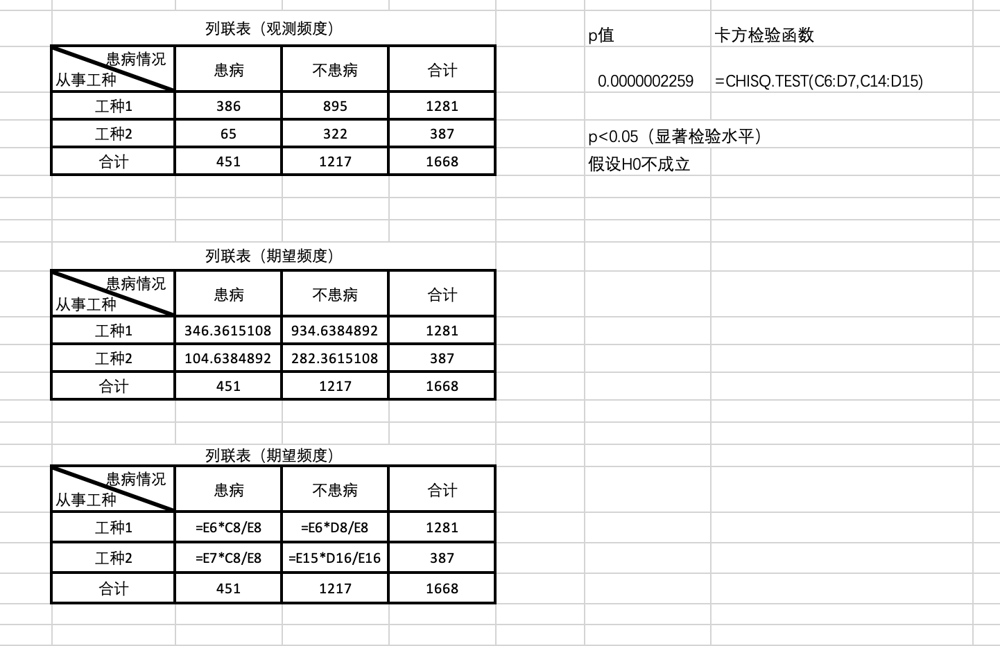 列联表（观测频度）
患病情况
从事工种
患病 不患病 合计
工种1 386 895 1281
工种2 65 322 387
合计 451 1217 1668
p值 卡方检验函数
0.0000002259 =CHISQ.TEST(C6:D7,C14:D15)
p<0.05（显著检验水平）
假设H0不成立
列联表（期望频度）
患病情况
从事工种
患病 不患病 合计
工种1 346.3615108 934.6384892 1281
工种2 104.6384892 282.3615108 387
合计 451 1217 1668
列联表（期望频度）
患病情况
从事工种
患病 不患病 合计
工种1 =E6*C8/E8 =E6*D8/E8 1281
工种2 =E7*C8/E8 =E15*D16/E16 387
合计 451 1217 1668